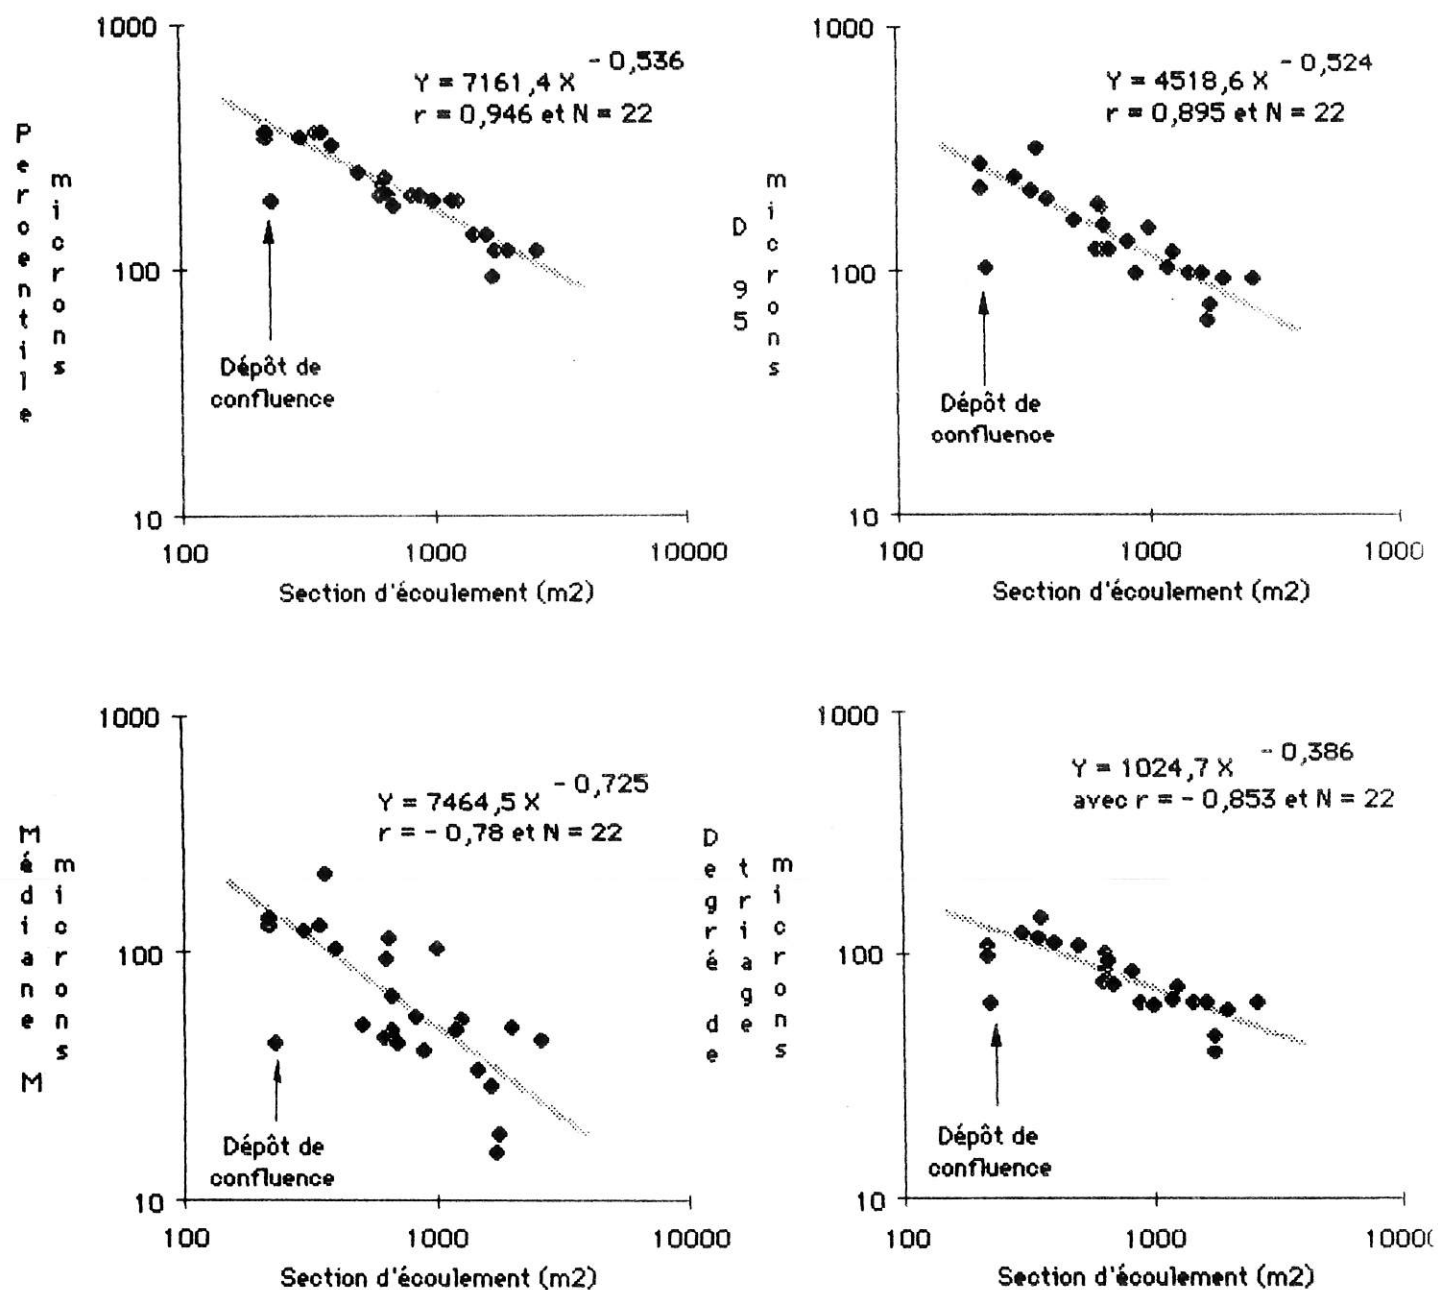 1000
100
10
100
1000
10000
Percentile
microns
Y = 7161,4 X - 0,536
r = 0,946 et N = 22
Dépôt de
confluence
Section d'écoulement (m2)
1000
100
10
100
1000
1000
D 95
microns
Y = 4518,6 X - 0,524
r = 0,895 et N = 22
Dépôt de
confluence
Section d'écoulement (m2)
1000
100
10
100
1000
10000
Médiane M
microns
Y = 7464,5 X - 0,725
r = - 0,78 et N = 22
Dépôt de
confluence
Section d'écoulement (m2)
1000
100
10
100
1000
1000
Degré de
triage
microns
Y = 1024,7 X - 0,386
avec r = - 0,853 et N = 22
Dépôt de
confluence
Section d'écoulement (m2)